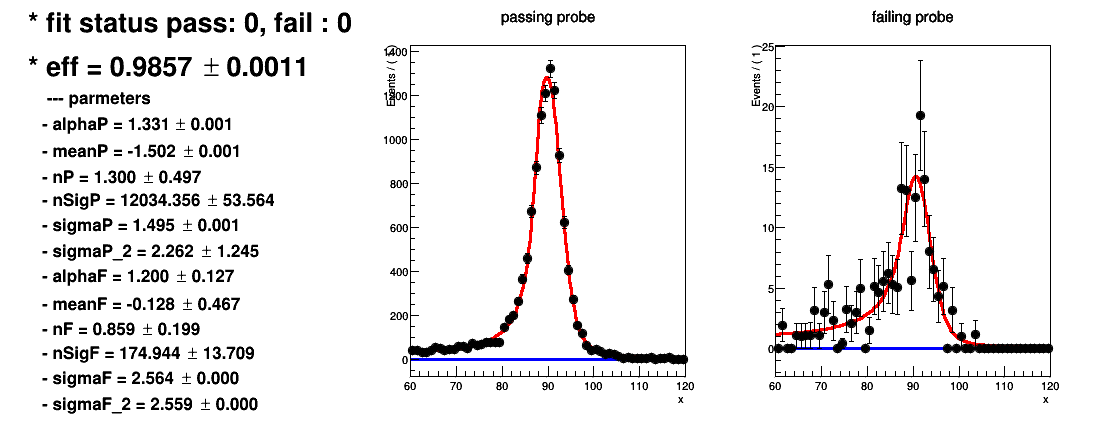 * fit status pass: 0, fail : 0
* eff = 0.9857 ± 0.0011
--- parmeters
- alphaP = 1.331 ± 0.001
- meanP = -1.502 ± 0.001
- nP = 1.300 ± 0.497
- nSigP = 12034.356 ± 53.564
- sigmaP = 1.495 ± 0.001
- sigmaP_2 = 2.262 ± 1.245
- alphaF = 1.200 ± 0.127
- meanF = -0.128 ± 0.467
- nF = 0.859 ± 0.199
- nSigF = 174.944 ± 13.709
- sigmaF = 2.564 ± 0.000
- sigmaF_2 = 2.559 ± 0.000
passing probe
Events / ( 1 )
1400
1200
1000
800
600
400
200
0
60 70 80 90 100 110 120
x
failing probe
Events / ( 1 )
25
20
15
10
5
0
60 70 80 90 100 110 120
x